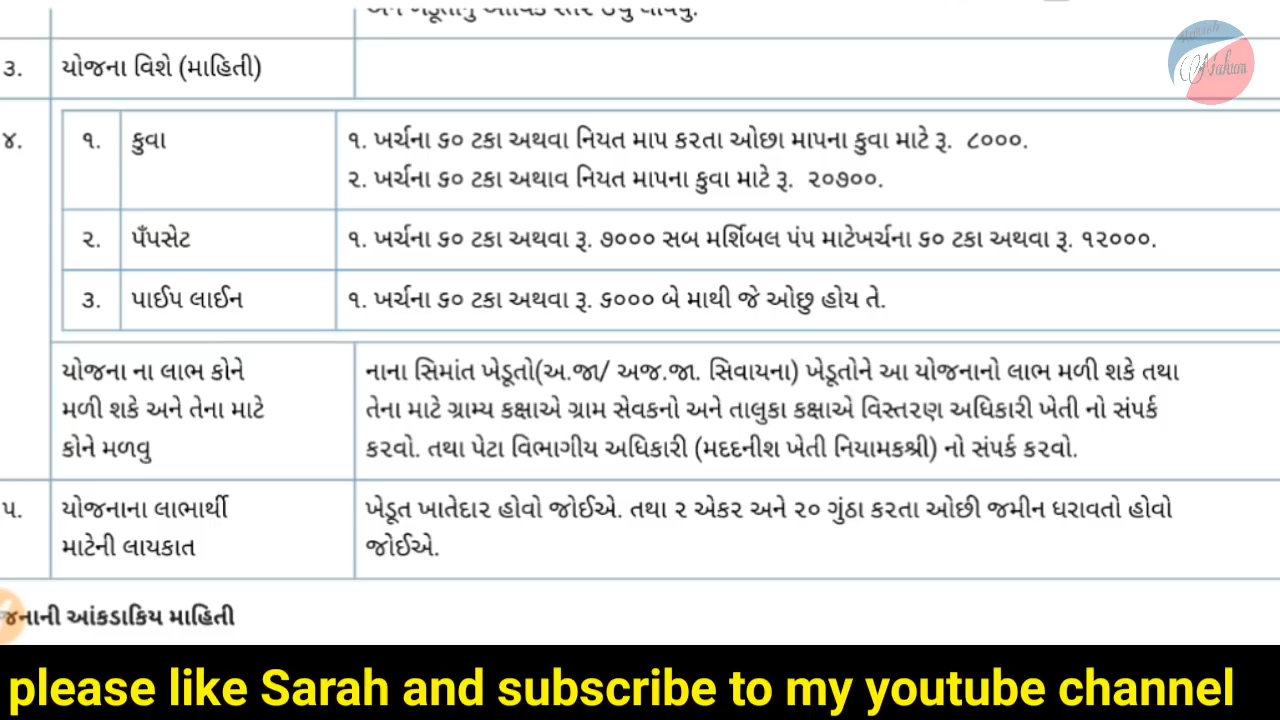 ૩. યોજના વિશે (માહિતી)
૪. ૧. કુવા ૧. ખર્ચના ૬૦ ટકા અથવા નિયત માપ કરતા ઓછા માપના કુવા માટે રૂ. ૮૦૦૦.
૨. ખર્ચના ૬૦ ટકા અથાવ નિયત માપના કુવા માટે રૂ. ૨૦૭૦૦.
૨. પઁપસેટ ૧. ખર્ચના ૬૦ ટકા અથવા રૂ. ૭૦૦૦ સબ મર્શિબલ પંપ માટેખર્ચના ૬૦ ટકા અથવા રૂ. ૧૨૦૦૦.
૩. પાઈપ લાઈન ૧. ખર્ચના ૬૦ ટકા અથવા રૂ. ૬૦૦૦ બે માથી જે ઓછુ હોય તે.
યોજના ના લાભ કોને
મળી શકે અને તેના માટે
કોને મળવુ
નાના સિમાંત ખેડૂતો(અ.જા/ અજ.જા. સિવાયના) ખેડૂતોને આ યોજનાનો લાભ મળી શકે તથા
તેના માટે ગ્રામ્ય કક્ષાએ ગ્રામ સેવકનો અને તાલુકા કક્ષાએ વિસ્તરણ અધિકારી ખેતી નો સંપર્ક
કરવો. તથા પેટા વિભાગીય અધિકારી (મદદનીશ ખેતી નિયામકશ્રી) નો સંપર્ક કરવો.
૫. યોજનાના લાભાર્થી
માટેની લાયકાત
ખેડૂત ખાતેદાર હોવો જોઈએ. તથા ૨ એકર અને ૨૦ ગુંઠા કરતા ઓછી જમીન ધરાવતો હોવો
જોઈએ.
જનાની આંકડાકિય માહિતી
please like Sarah and subscribe to my youtube channel